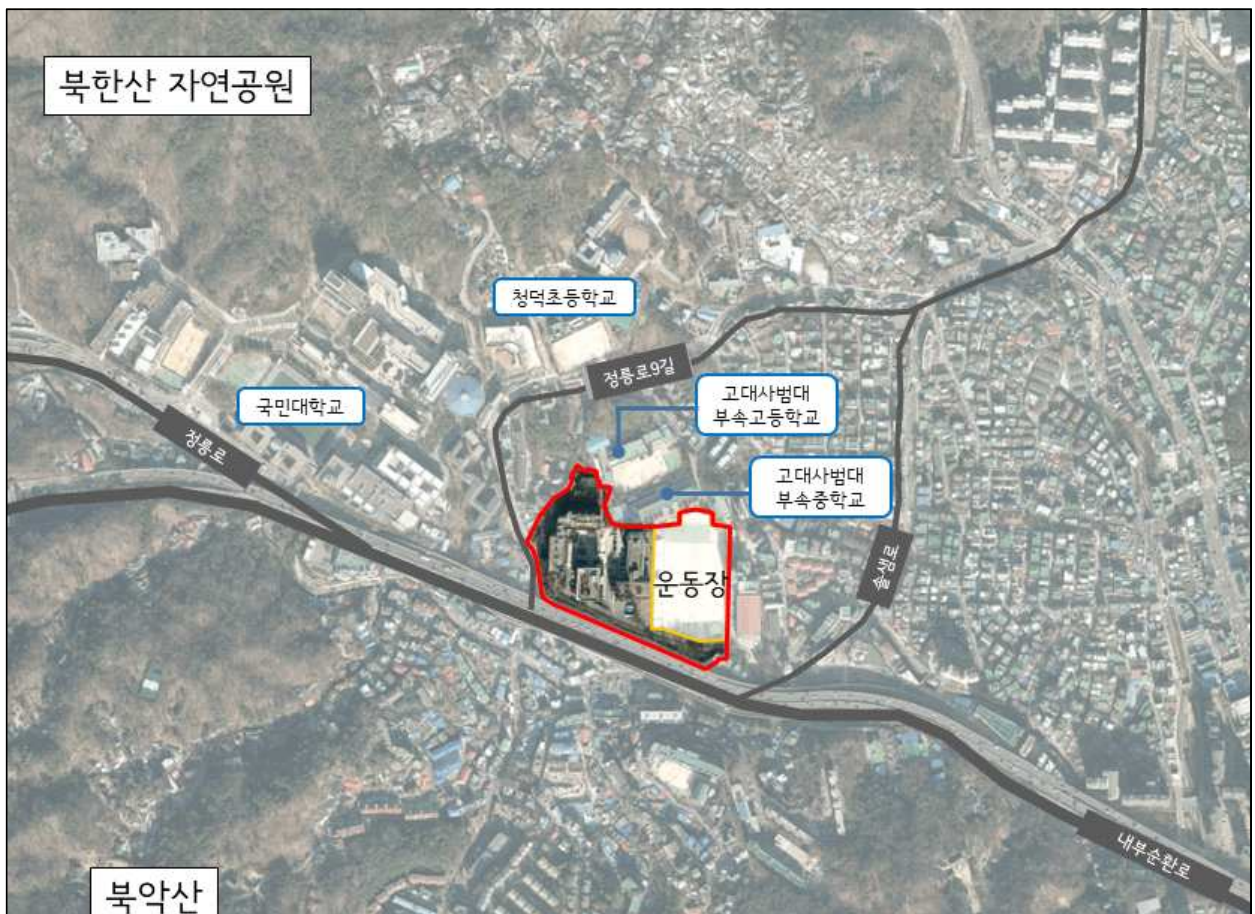 북한산 자연공원
청덕초등학교
정릉로9길
고대사범대
부속고등학교
국민대학교
정릉로
고대사범대
부속중학교
운동장
솔샘로
내부순환로
북악산